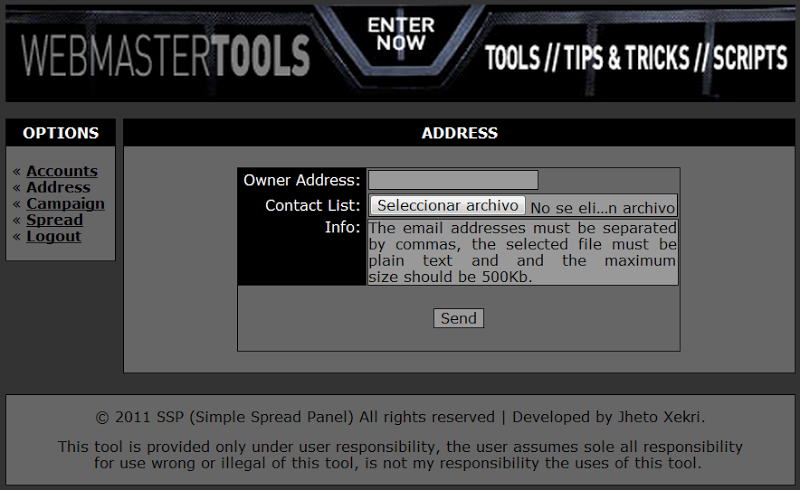 WEBMASTERTOOLS
ENTER
NOW
TOOLS // TIPS & TRICKS // SCRIPTS
OPTIONS
« Accounts
« Address
« Campaign
« Spread
« Logout
ADDRESS
Owner Address:
Contact List: Seleccionar archivo No se eli...n archivo
Info: The email addresses must be separated
by commas, the selected file must be
plain text and and the maximum
size should be 500Kb.
Send
© 2011 SSP (Simple Spread Panel) All rights reserved | Developed by Jheto Xekri.
This tool is provided only under user responsibility, the user assumes sole all responsibility
for use wrong or illegal of this tool, is not my responsibility the uses of this tool.